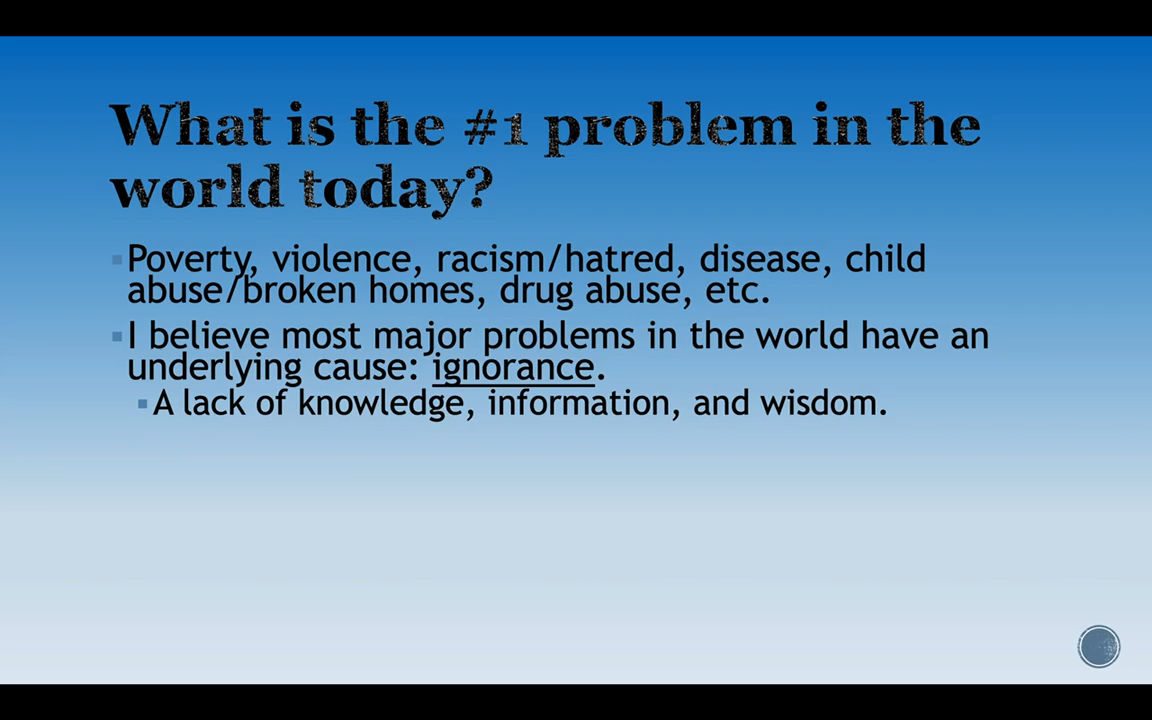 What is the #1 problem in the
world today?
Poverty, violence, racism/hatred, disease, child
abuse/broken homes, drug abuse, etc.
I believe most major problems in the world have an
underlying cause: ignorance.
A lack of knowledge, information, and wisdom.